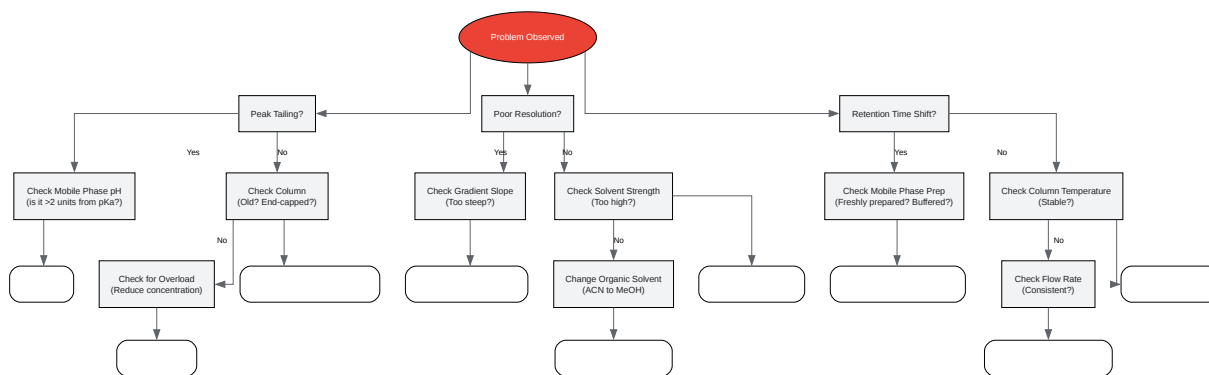 Problem Observed
Peak Tailing?
Poor Resolution?
Retention Time Shift?
Yes
No
Yes
No
Yes
No
Check Mobile Phase pH
(is it >2 units from pKa?)
Check Column
(Old? End-capped?)
Check Gradient Slope
(Too steep?)
Check Solvent Strength
(Too high?)
Check Mobile Phase Prep
(Freshly prepared? Buffered?)
Check Column Temperature
(Stable?)
No
No
No
Check for Overload
(Reduce concentration)
Change Organic Solvent
(ACN to MeOH)
Check Flow Rate
(Consistent?)